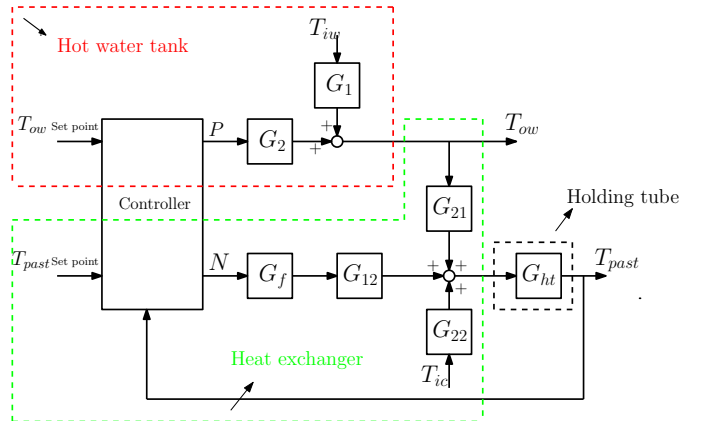 T_iw
Hot water tank
G_1
T_ow Set point
P
G_2
+
+
T_ow
Controller
G_21
Holding tube
T_past Set point
N
G_f
G_12
+
+
+
G_ht
T_past
G_22
Heat exchanger
T_ic